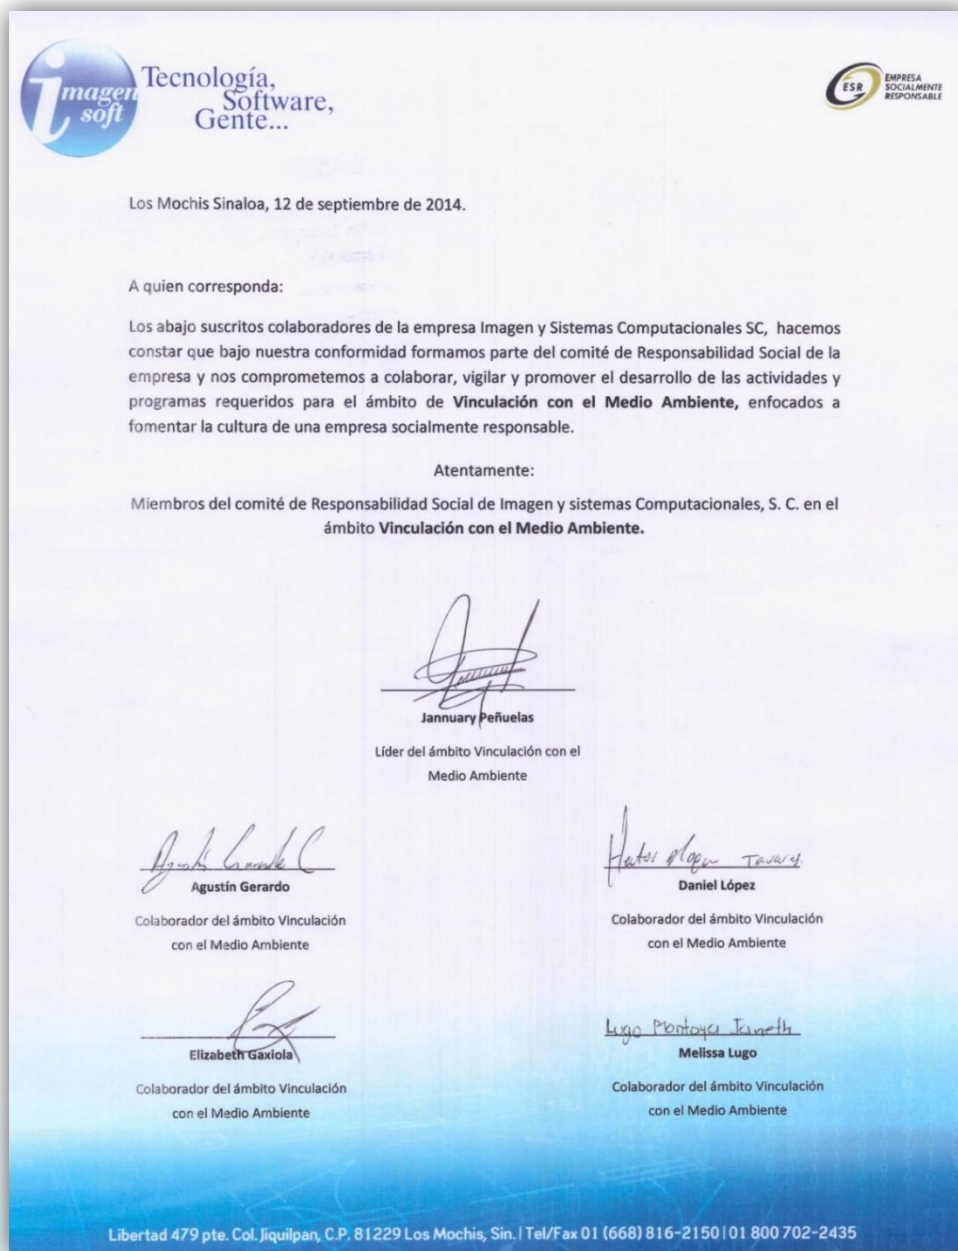 imagen
soft
Tecnología,
Software,
Gente...
ESR
EMPRESA
SOCIALMENTE
RESPONSABLE
Los Mochis Sinaloa, 12 de septiembre de 2014.
A quien corresponda:
Los abajo suscritos colaboradores de la empresa Imagen y Sistemas Computacionales SC, hacemos
constar que bajo nuestra conformidad formamos parte del comité de Responsabilidad Social de la
empresa y nos comprometemos a colaborar, vigilar y promover el desarrollo de las actividades y
programas requeridos para el ámbito de Vinculación con el Medio Ambiente, enfocados a
fomentar la cultura de una empresa socialmente responsable.
Atentamente:
Miembros del comité de Responsabilidad Social de Imagen y sistemas Computacionales, S. C. en el
ámbito Vinculación con el Medio Ambiente.
Jannuary Peñuelas
Líder del ámbito Vinculación con el
Medio Ambiente
Agustín Gerardo
Colaborador del ámbito Vinculación
con el Medio Ambiente
Daniel López
Colaborador del ámbito Vinculación
con el Medio Ambiente
Elizabeth Gaxiola
Colaborador del ámbito Vinculación
con el Medio Ambiente
Lugo Montoya Janeth
Melissa Lugo
Colaborador del ámbito Vinculación
con el Medio Ambiente
Libertad 479 pte. Col. Jiquilpan, C.P. 81229 Los Mochis, Sin. | Tel/Fax 01 (668) 816-2150 | 01 800 702-2435